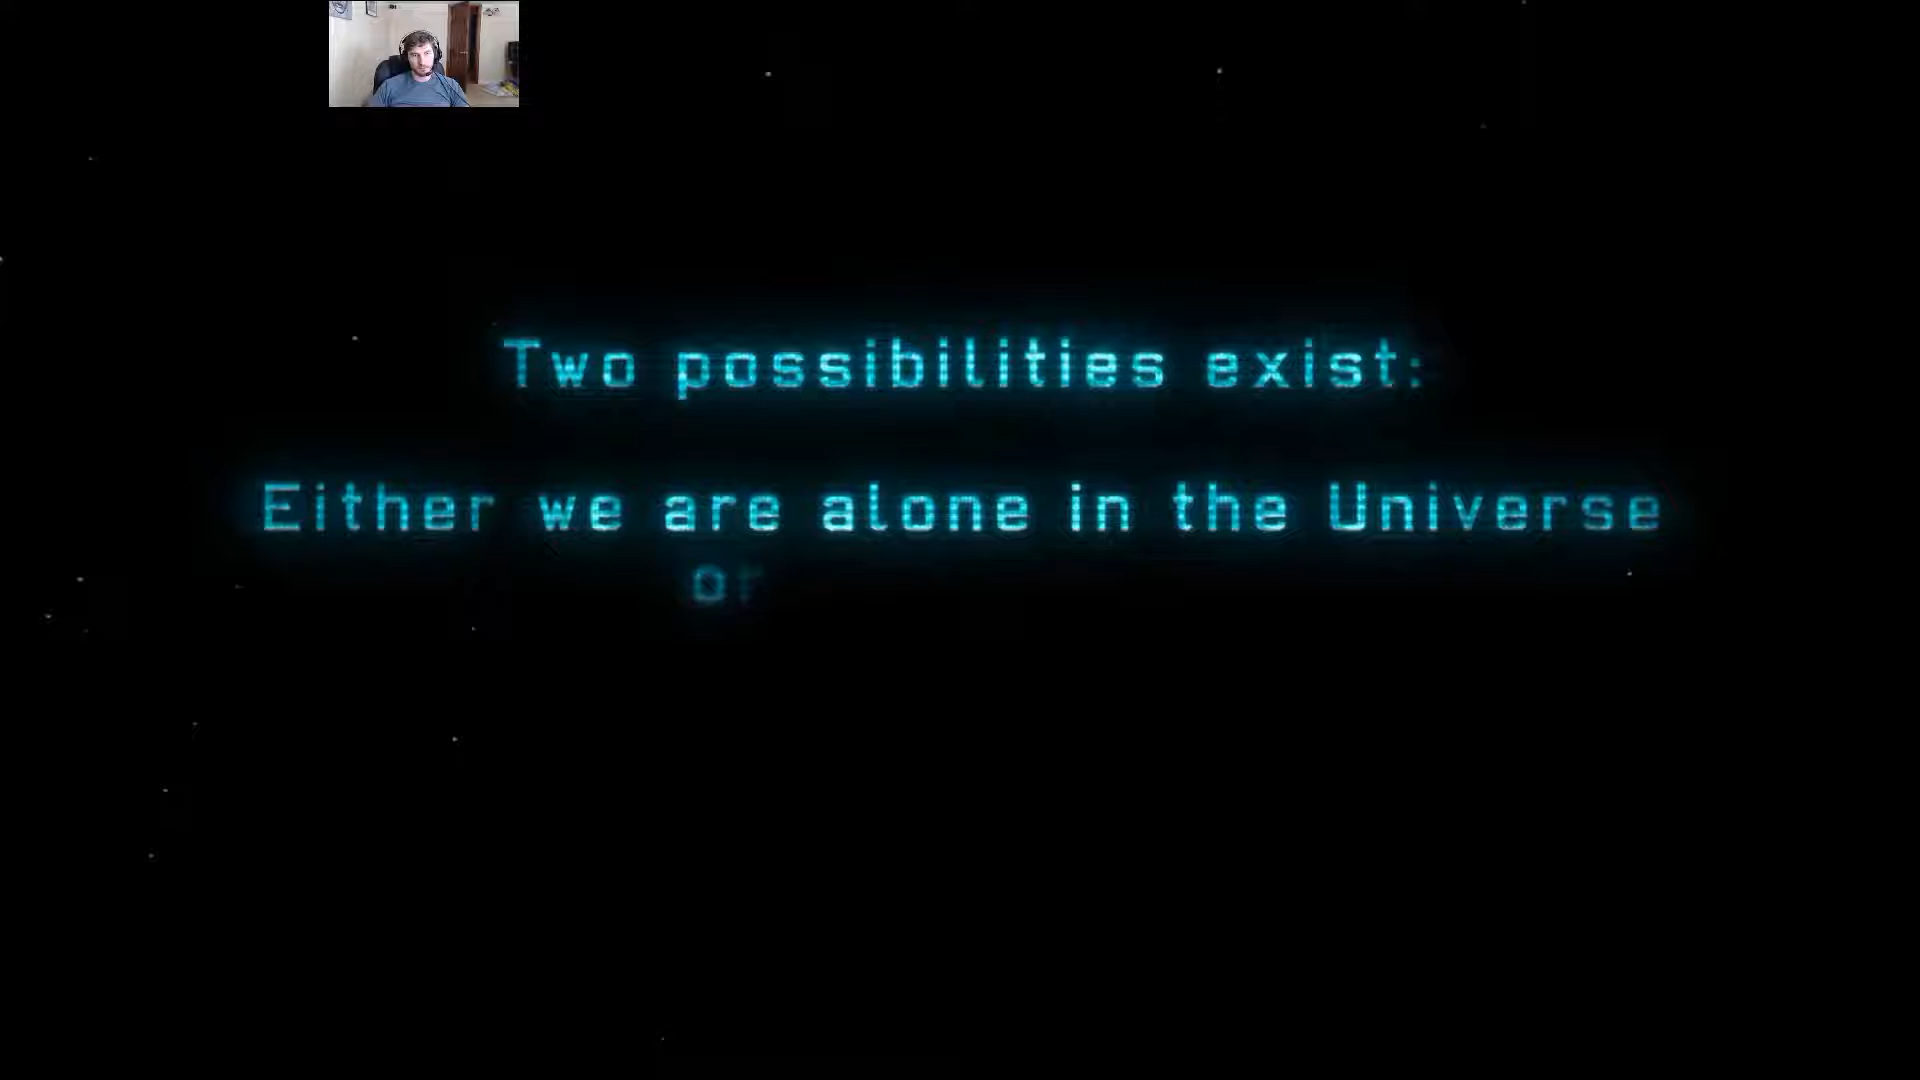 Two possibilities exist:
Either we are alone in the Universe
or